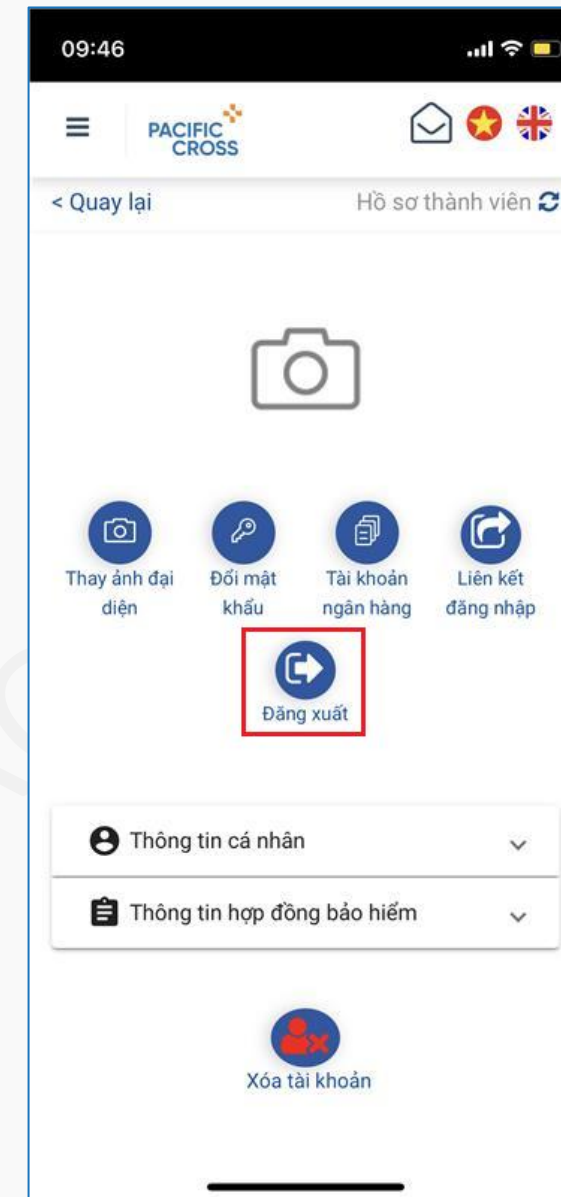 09:46
PACIFIC
CROSS
< Quay lại
Hồ sơ thành viên
Thay ảnh đại
diện
Đổi mật
khẩu
Tài khoản
ngân hàng
Liên kết
đăng nhập
Đăng xuất
Thông tin cá nhân
Thông tin hợp đồng bảo hiểm
Xóa tài khoản